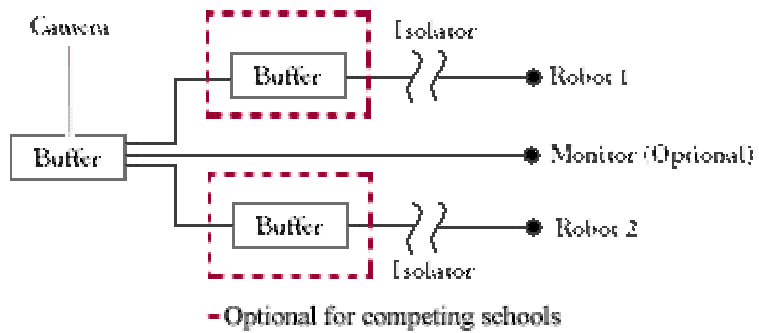 Camera
Isolator
Buffer
Robot 1
Buffer
Monitor (Optional)
Buffer
Robot 2
Isolator
Optional for competing schools